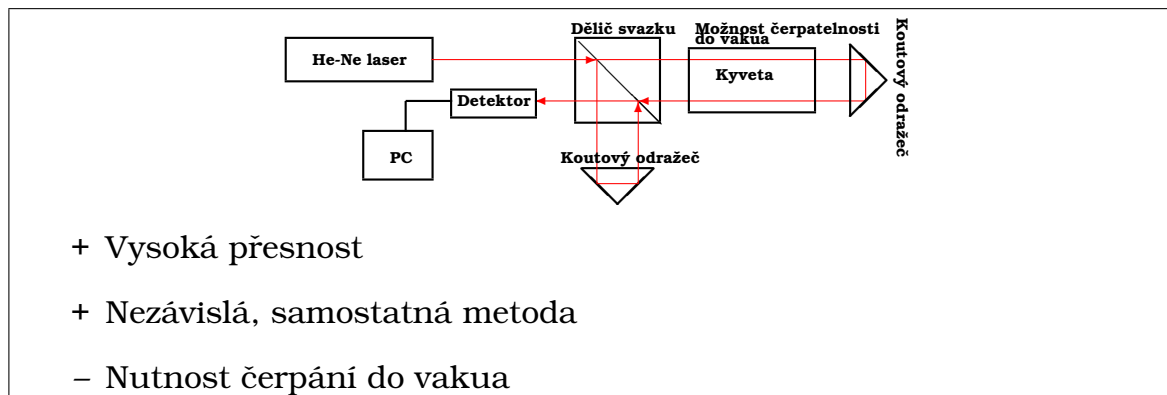 Dělič svazku
Možnost čerpatelnosti
do vakua
He-Ne laser
Kyveta
Koutový odražeč
Detektor
PC
Koutový odražeč
+ Vysoká přesnost
+ Nezávislá, samostatná metoda
– Nutnost čerpání do vakua